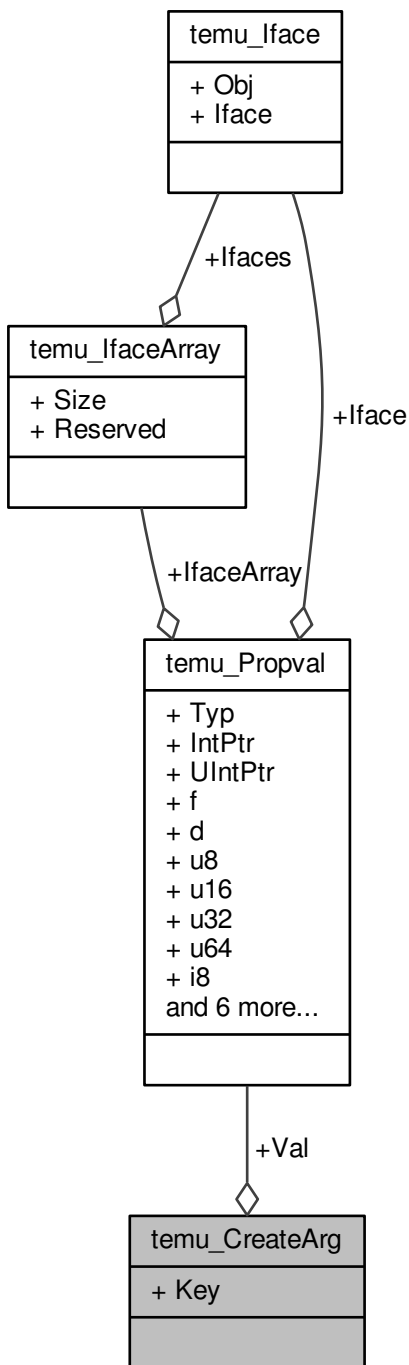 temu_Iface
+ Obj
+ Iface
+Ifaces
temu_IfaceArray
+ Size
+ Reserved
+Iface
+IfaceArray
temu_Propval
+ Typ
+ IntPtr
+ UIntPtr
+ f
+ d
+ u8
+ u16
+ u32
+ u64
+ i8
and 6 more...
+Val
temu_CreateArg
+ Key